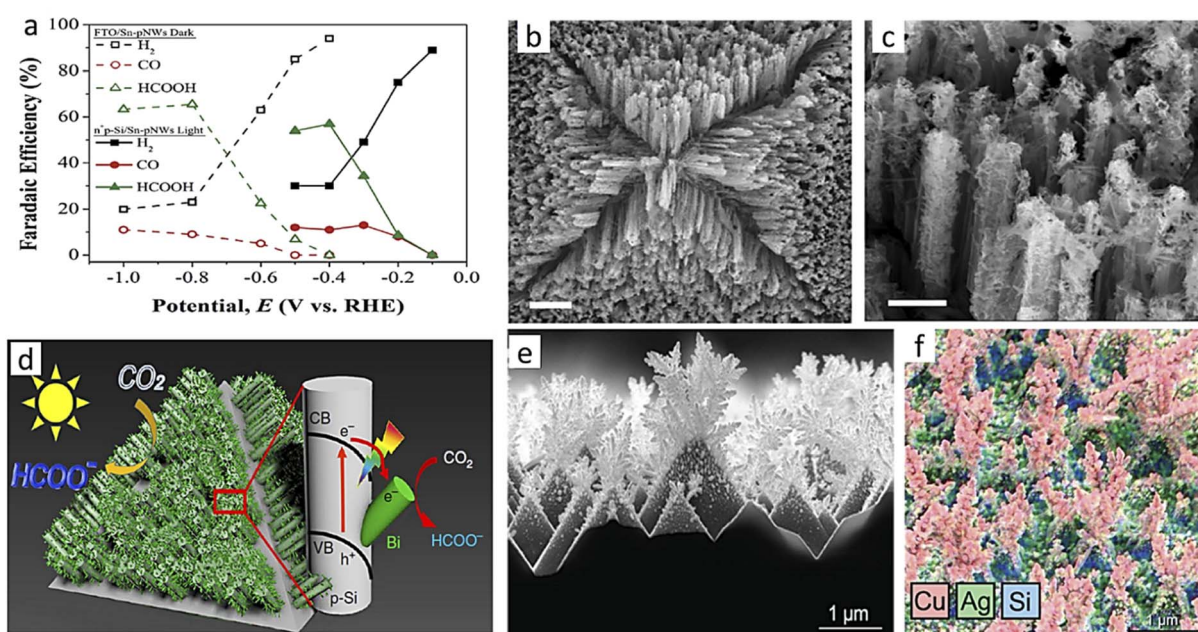 a
FTO/Sn-pNWs Dark
H2
CO
HCOOH
n+p-Si/Sn-pNWs Light
H2
CO
HCOOH
Faradaic Efficiency (%)
100
80
60
40
20
0
-1.0 -0.8 -0.6 -0.4 -0.2 0.0
Potential, E (V vs. RHE)
b
c
d
CO2
HCOO−
CB
e−
e−
CO2
HCOO−
Bi
VB
h+
p-Si
e
1 µm
f
Cu Ag Si
1 µm